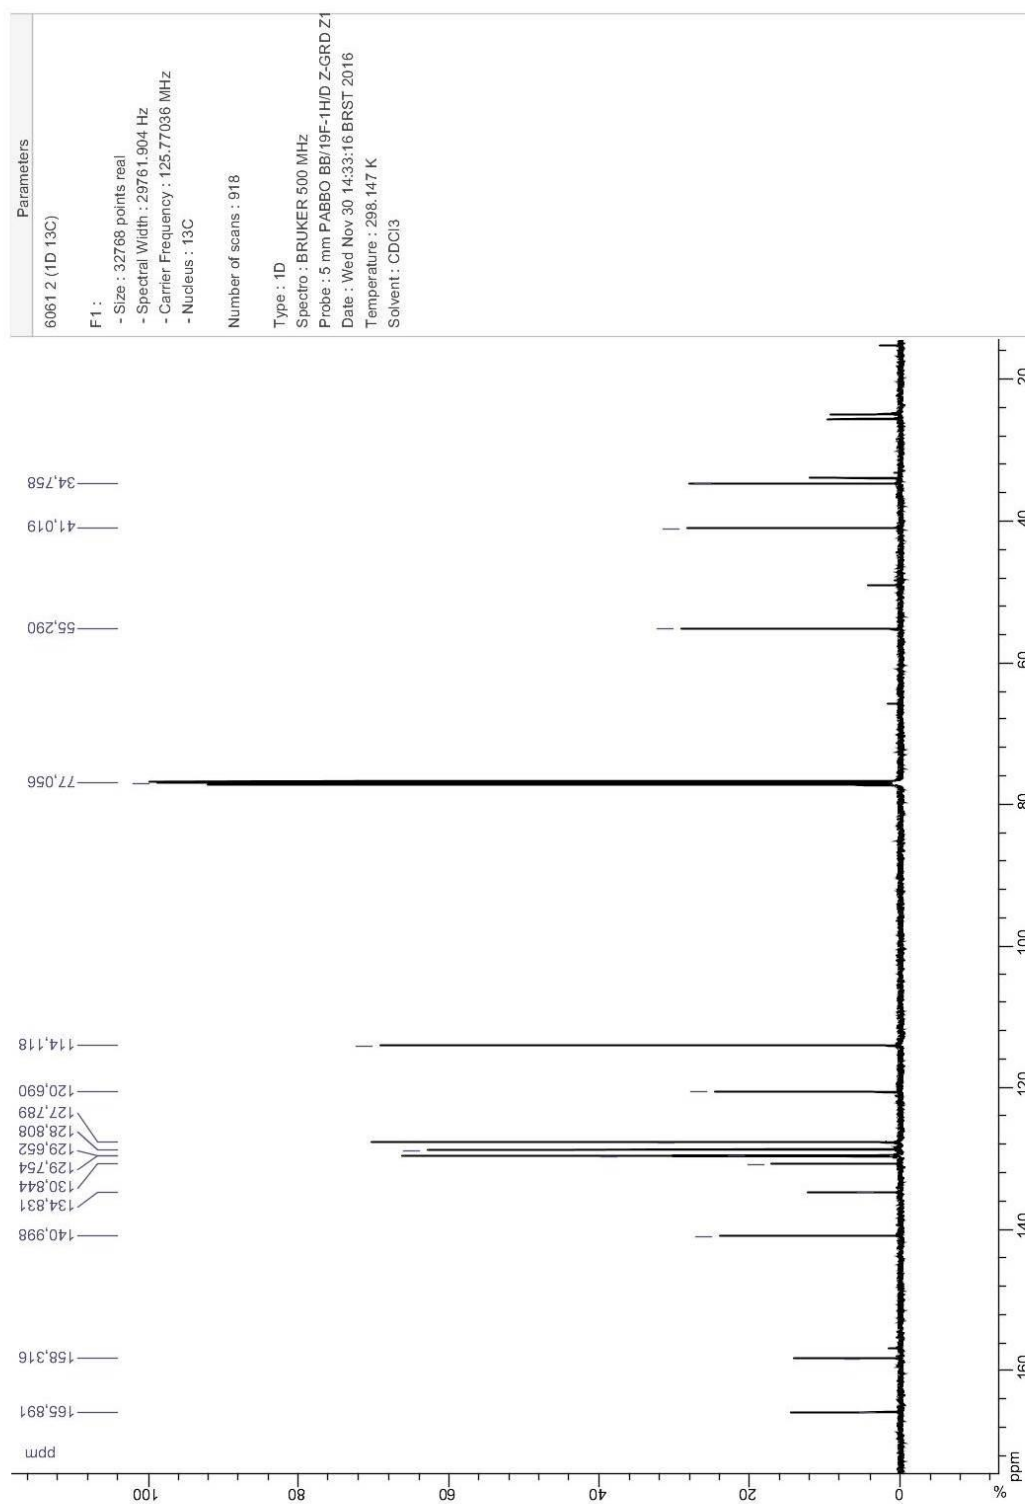 Parameters
6061 2 (1D 13C)
F1 :
- Size : 32768 points real
- Spectral Width : 29761.904 Hz
- Carrier Frequency : 125.77036 MHz
- Nucleus : 13C
Number of scans : 918
Type : 1D
Spectro : BRUKER 500 MHz
Probe : 5 mm PABBO BB/19F-1H/D Z-GRD Z1
Date : Wed Nov 30 14:33:16 BRST 2016
Temperature : 298.147 K
Solvent : CDCl3
ppm
165,891
158,316
140,998
134,831
130,844
129,754
129,652
128,808
127,789
120,690
114,118
77,056
55,290
41,019
34,758
100
80
60
40
20
0
%
ppm
160
140
120
100
80
60
40
20